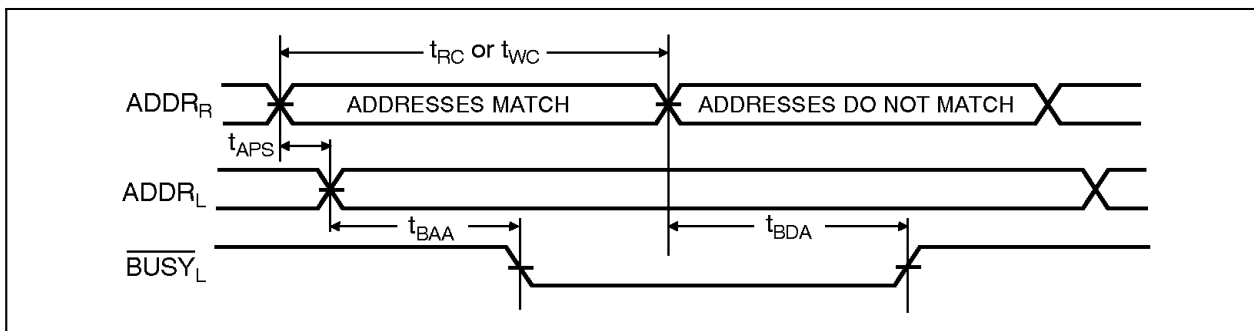 tRC or tWC
ADDRR ADDRESSES MATCH ADDRESSES DO NOT MATCH
tAPS
ADDRL
tBAA tBDA
BUSYL